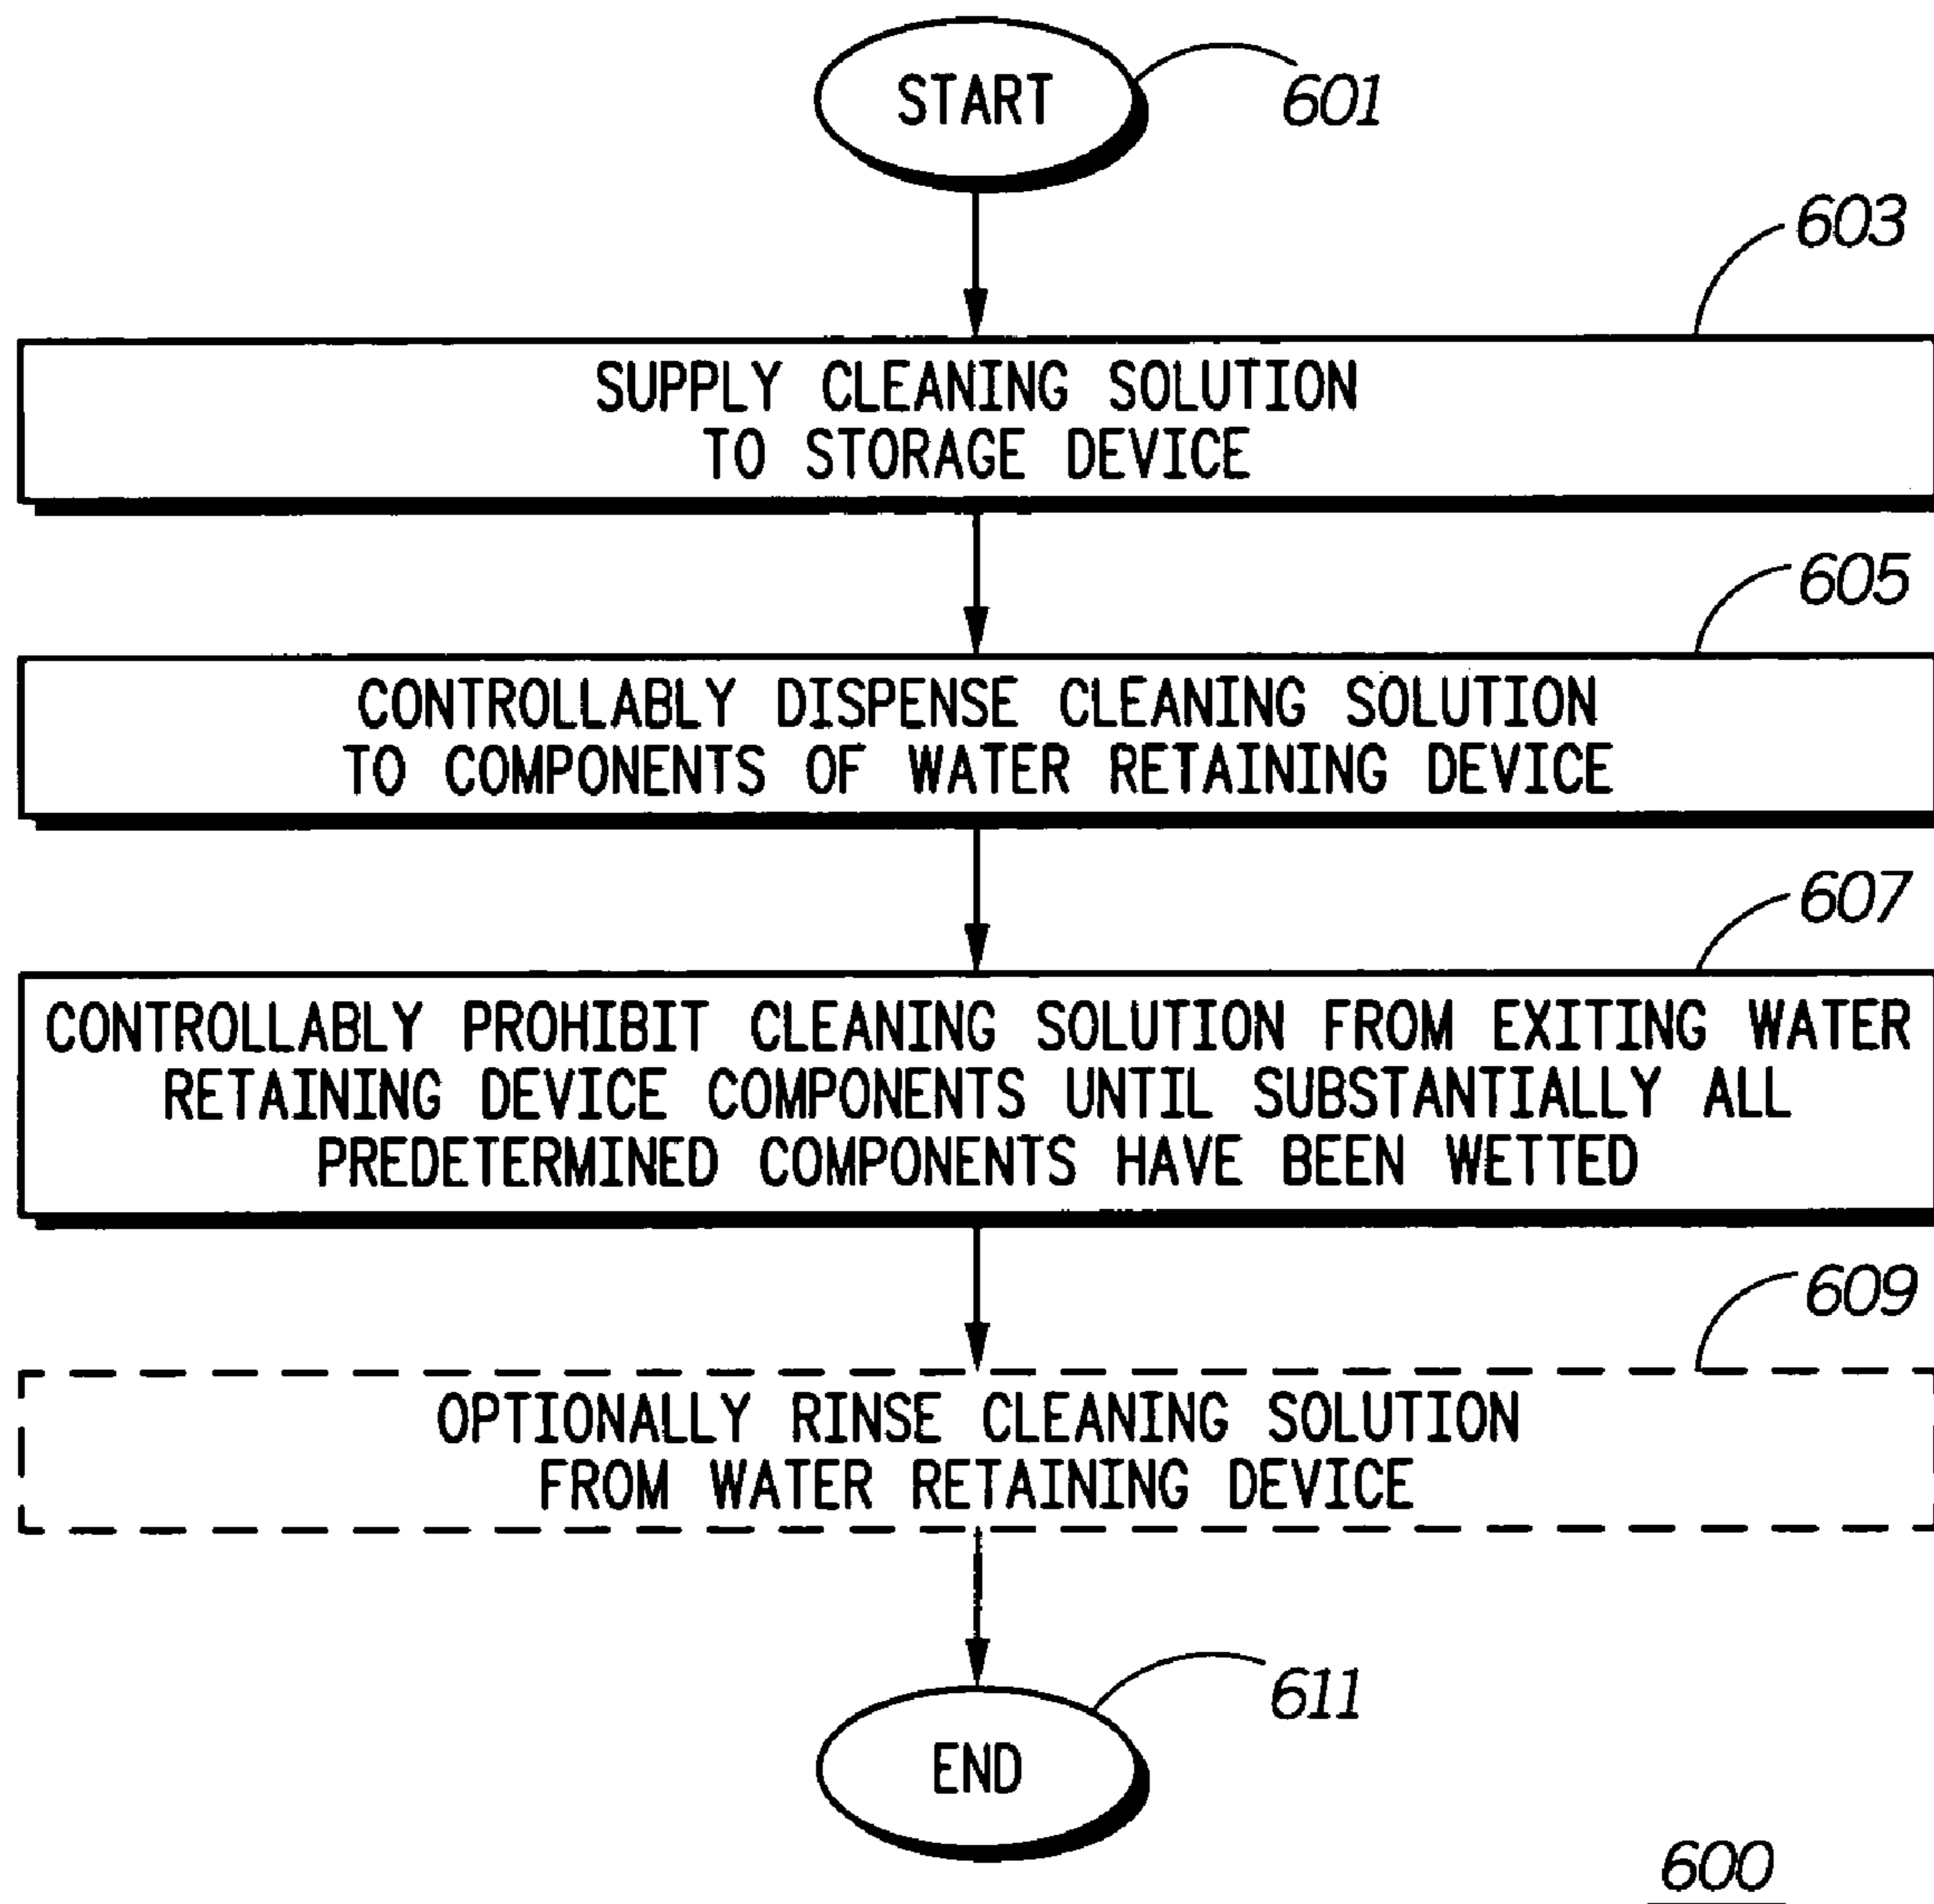 START
601
603
SUPPLY CLEANING SOLUTION
TO STORAGE DEVICE
605
CONTROLLABLY DISPENSE CLEANING SOLUTION
TO COMPONENTS OF WATER RETAINING DEVICE
607
CONTROLLABLY PROHIBIT CLEANING SOLUTION FROM EXITING WATER
RETAINING DEVICE COMPONENTS UNTIL SUBSTANTIALLY ALL
PREDETERMINED COMPONENTS HAVE BEEN WETTED
609
OPTIONALLY RINSE CLEANING SOLUTION
FROM WATER RETAINING DEVICE
611
END
600